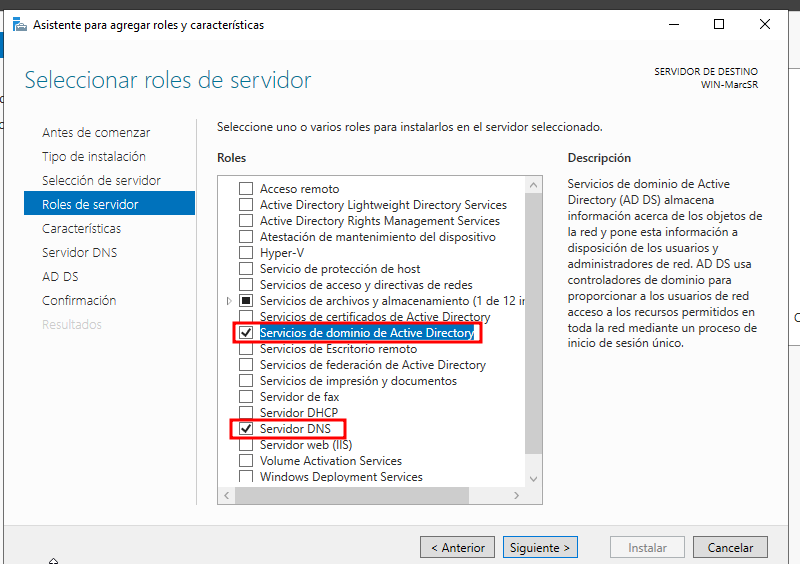 Asistente para agregar roles y características
Seleccionar roles de servidor
SERVIDOR DE DESTINO
WIN-MarcSR
Antes de comenzar
Tipo de instalación
Selección de servidor
Roles de servidor
Características
Servidor DNS
AD DS
Confirmación
Resultados
Seleccione uno o varios roles para instalarlos en el servidor seleccionado.
Roles
Acceso remoto
Active Directory Lightweight Directory Services
Active Directory Rights Management Services
Atestación de mantenimiento del dispositivo
Hyper-V
Servicio de protección de host
Servicios de acceso y directivas de redes
Servicios de archivos y almacenamiento (1 de 12 in
Servicios de certificados de Active Directory
Servicios de dominio de Active Directory
Servicios de Escritorio remoto
Servicios de federación de Active Directory
Servicios de impresión y documentos
Servidor de fax
Servidor DHCP
Servidor DNS
Servidor web (IIS)
Volume Activation Services
Windows Deployment Services
Descripción
Servicios de dominio de Active
Directory (AD DS) almacena
información acerca de los objetos de
la red y pone esta información a
disposición de los usuarios y
administradores de red. AD DS usa
controladores de dominio para
proporcionar a los usuarios de red
acceso a los recursos permitidos en
toda la red mediante un proceso de
inicio de sesión único.
< Anterior
Siguiente >
Instalar
Cancelar